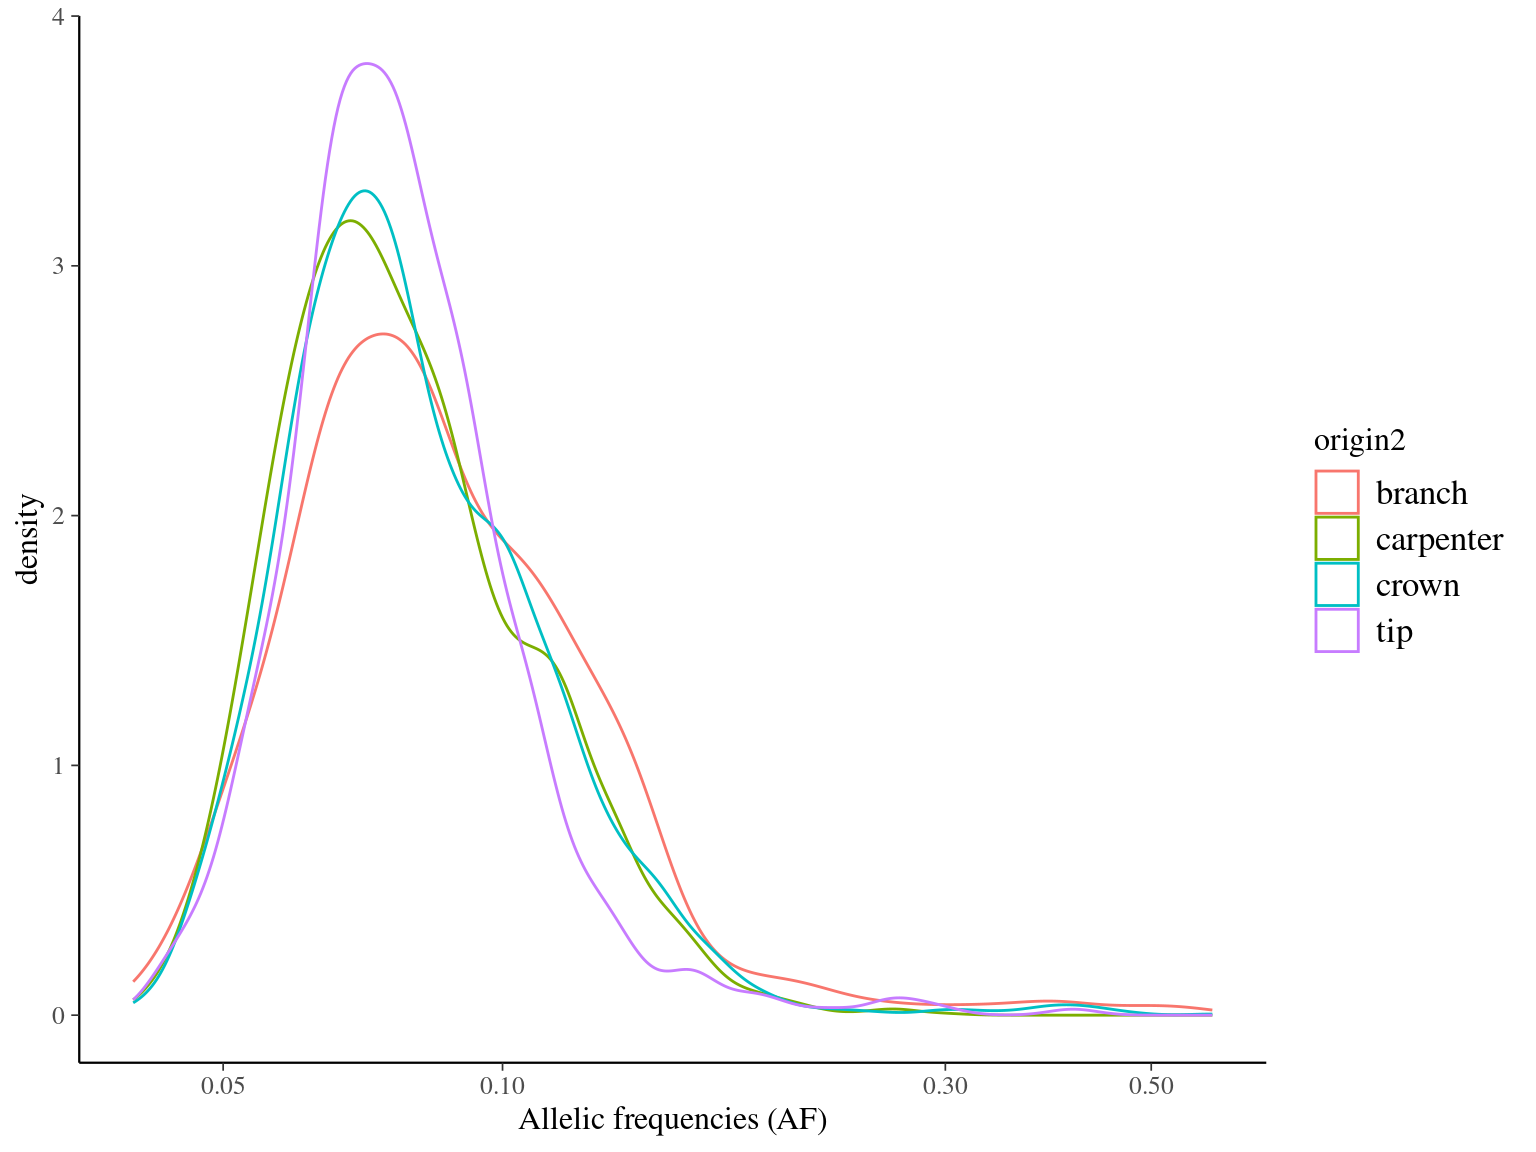 4
3
2
1
0
density
0.05 0.10 0.30 0.50
Allelic frequencies (AF)
origin2
branch
carpenter
crown
tip